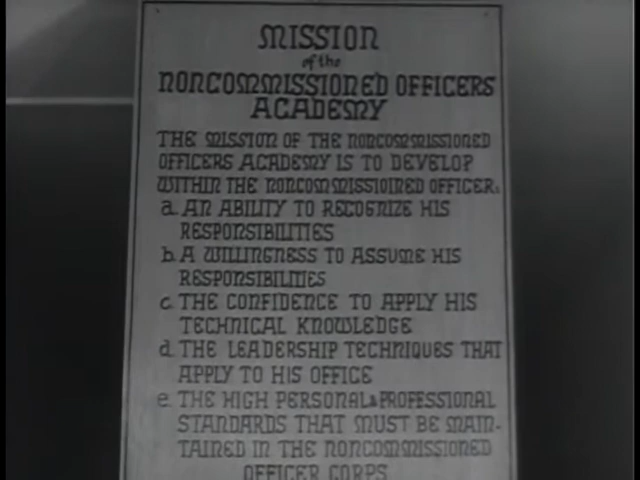 MISSION
of the
NONCOMMISSIONED OFFICERS
ACADEMY
THE MISSION OF THE NONCOMMISSIONED
OFFICERS ACADEMY IS TO DEVELOP
WITHIN THE NONCOMMISSIOINED OFFICER:
a. AN ABILITY TO RECOGNIZE HIS
RESPONSIBILITIES
b. A WILLINGNESS TO ASSUME HIS
RESPONSIBILITIES
c. THE CONFIDENCE TO APPLY HIS
TECHNICAL KNOWLEDGE
d. THE LEADERSHIP TECHNIQUES THAT
APPLY TO HIS OFFICE
e. THE HIGH PERSONAL & PROFESSIONAL
STANDARDS THAT MUST BE MAIN-
TAINED IN THE NONCOMMISSIONED
OFFICER CORPS